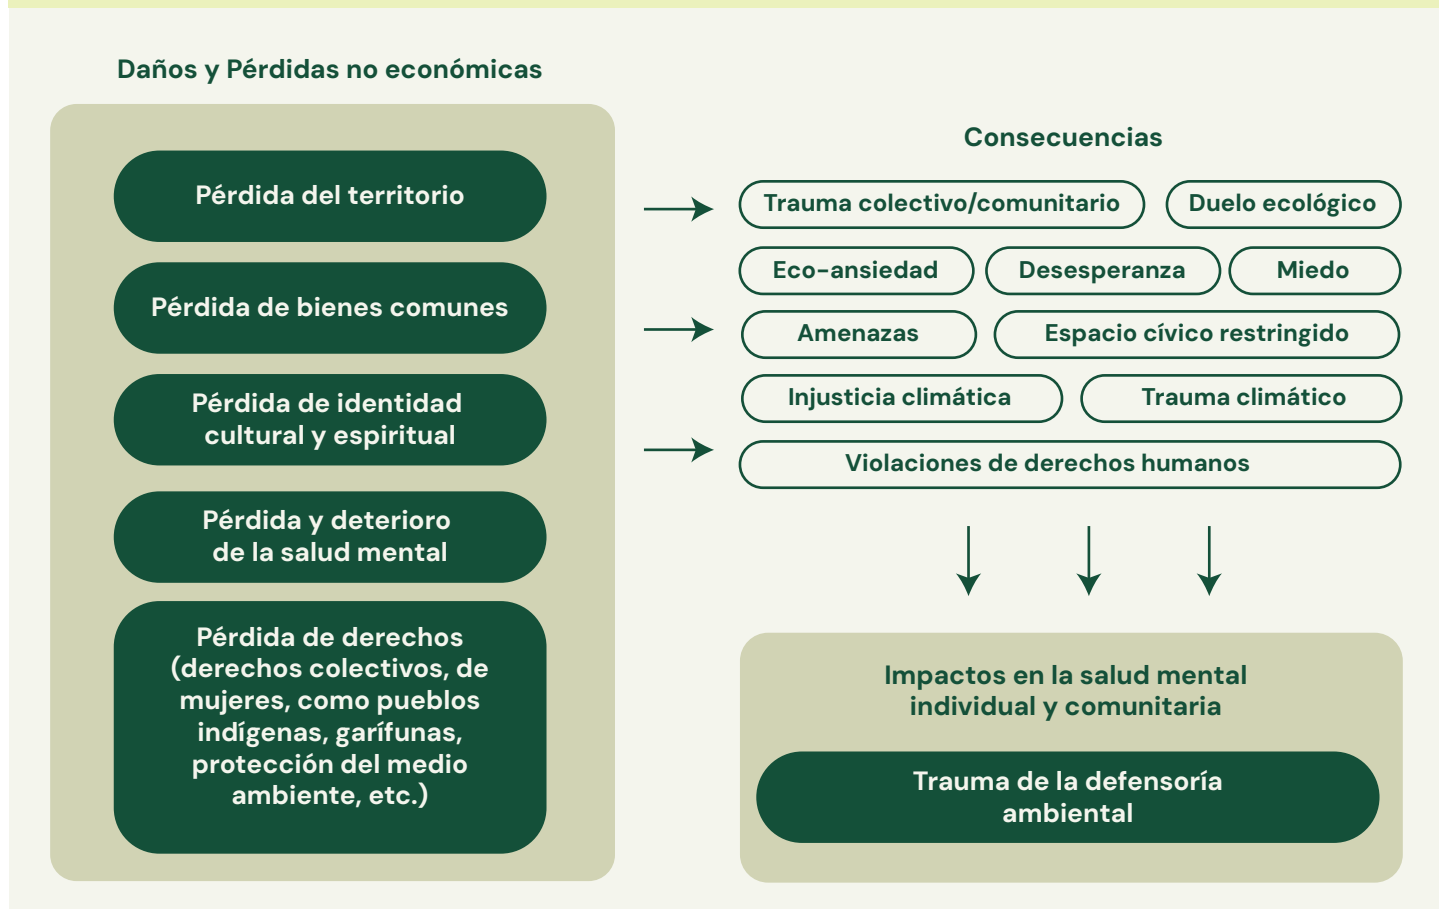 Daños y Pérdidas no económicas
Pérdida del territorio
Pérdida de bienes comunes
Pérdida de identidad
cultural y espiritual
Pérdida y deterioro
de la salud mental
Pérdida de derechos
(derechos colectivos, de
mujeres, como pueblos
indígenas, garífunas,
protección del medio
ambiente, etc.)
Consecuencias
Trauma colectivo/comunitario
Duelo ecológico
Eco-ansiedad
Desesperanza
Miedo
Amenazas
Espacio cívico restringido
Injusticia climática
Trauma climático
Violaciones de derechos humanos
Impactos en la salud mental
individual y comunitaria
Trauma de la defensoría
ambiental